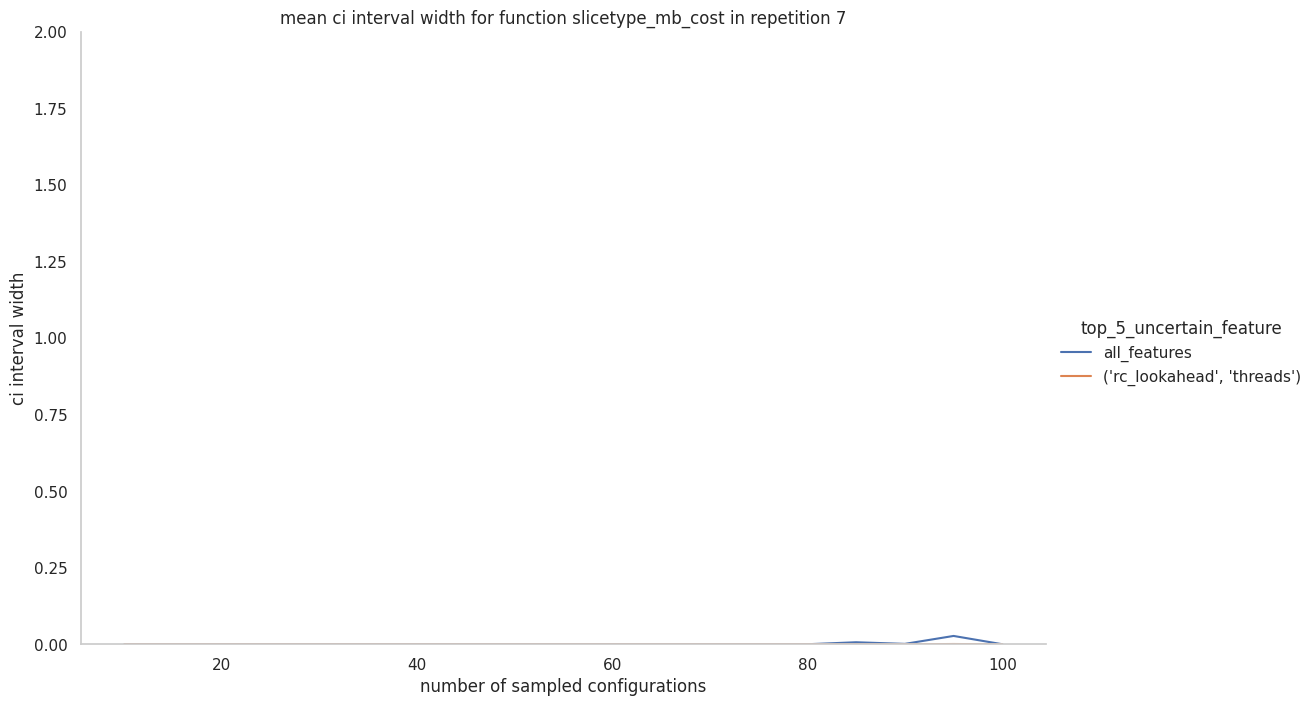 mean ci interval width for function slicetype_mb_cost in repetition 7
2.00
1.75
1.50
1.25
1.00
0.75
0.50
0.25
0.00
ci interval width
20
40
60
80
100
number of sampled configurations
top_5_uncertain_feature
all_features
('rc_lookahead', 'threads')